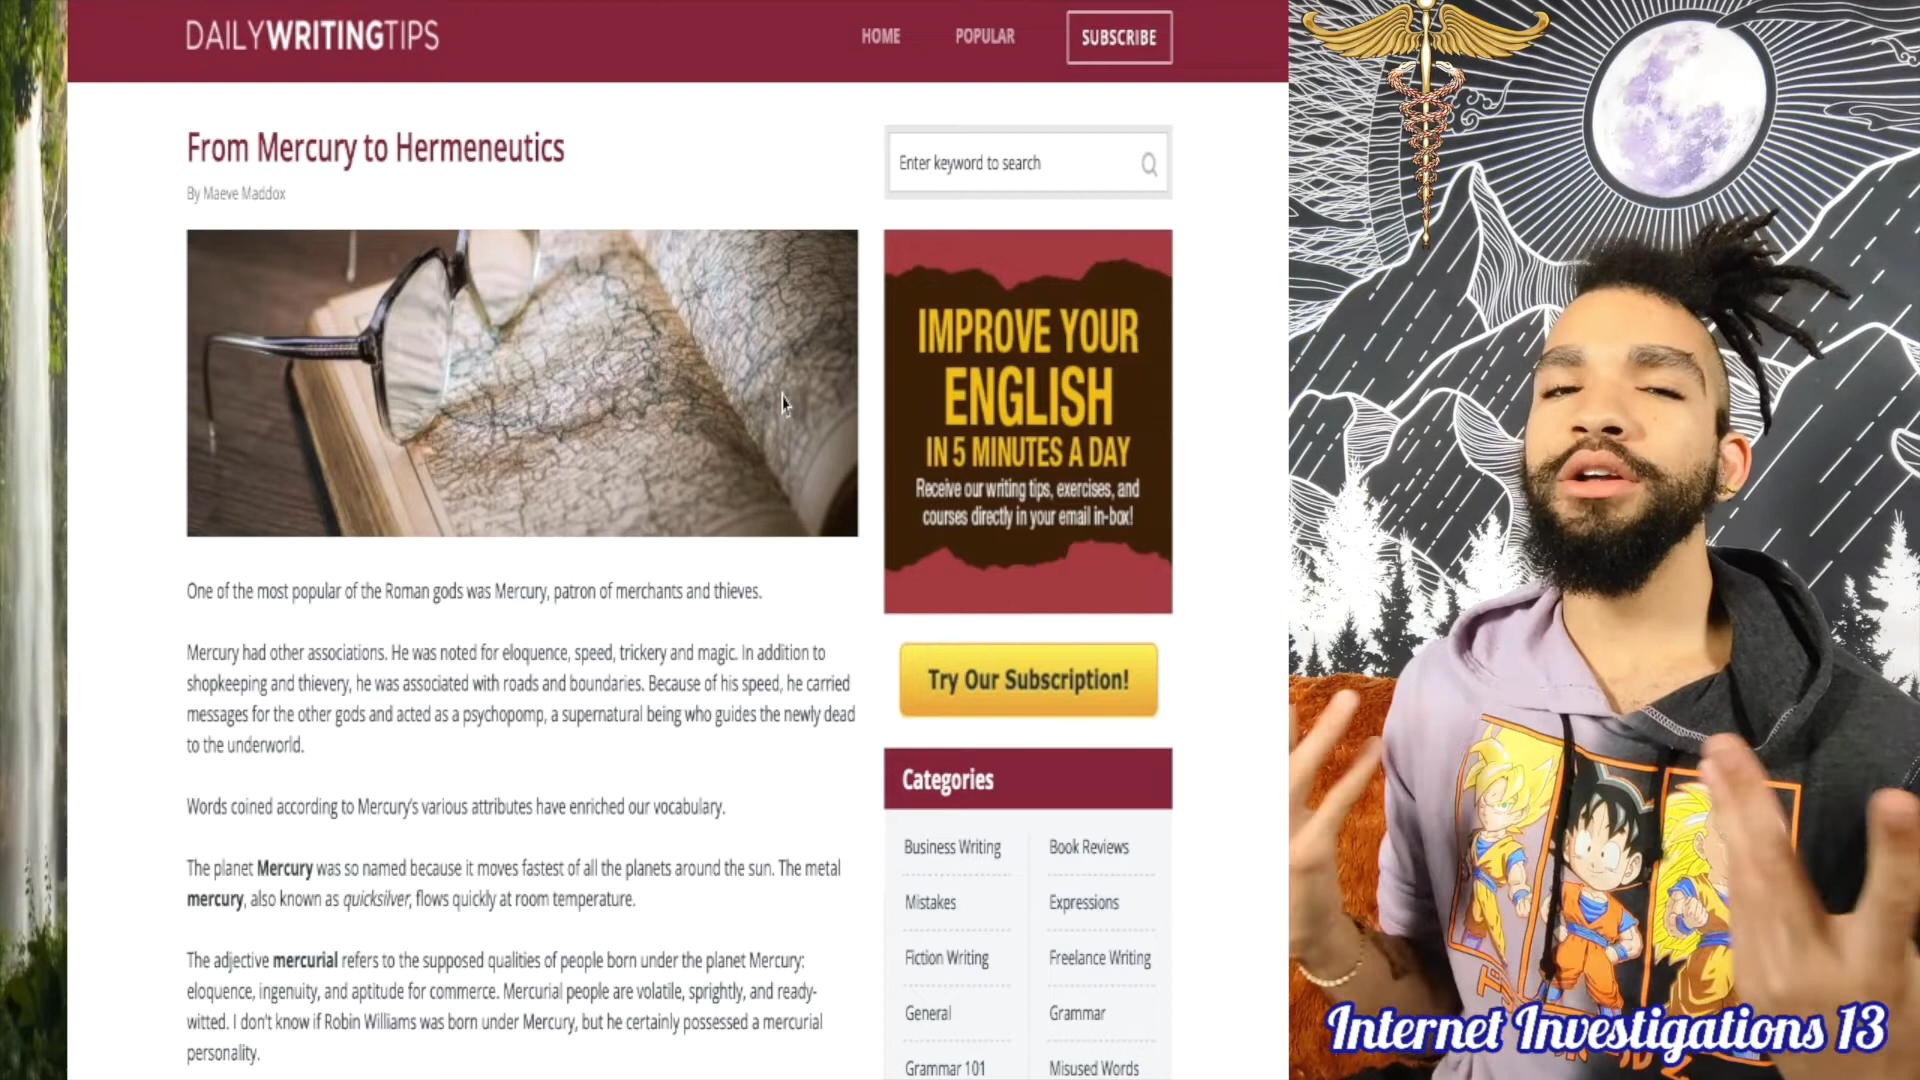 DAILYWRITINGTIPS
HOME
POPULAR
SUBSCRIBE
From Mercury to Hermeneutics
By Maeve Maddox
Enter keyword to search
IMPROVE YOUR
ENGLISH
IN 5 MINUTES A DAY
Receive our writing tips, exercises, and
courses directly in your email in-box!
One of the most popular of the Roman gods was Mercury, patron of merchants and thieves.
Mercury had other associations. He was noted for eloquence, speed, trickery and magic. In addition to
shopkeeping and thievery, he was associated with roads and boundaries. Because of his speed, he carried
messages for the other gods and acted as a psychopomp, a supernatural being who guides the newly dead
to the underworld.
Words coined according to Mercury's various attributes have enriched our vocabulary.
The planet Mercury was so named because it moves fastest of all the planets around the sun. The metal
mercury, also known as quicksilver, flows quickly at room temperature.
The adjective mercurial refers to the supposed qualities of people born under the planet Mercury:
eloquence, ingenuity, and aptitude for commerce. Mercurial people are volatile, sprightly, and ready-
witted. I don't know if Robin Williams was born under Mercury, but he certainly possessed a mercurial
personality.
Try Our Subscription!
Categories
Business Writing
Book Reviews
Mistakes
Expressions
Fiction Writing
Freelance Writing
General
Grammar
Grammar 101
Misused Words
Internet Investigations 13